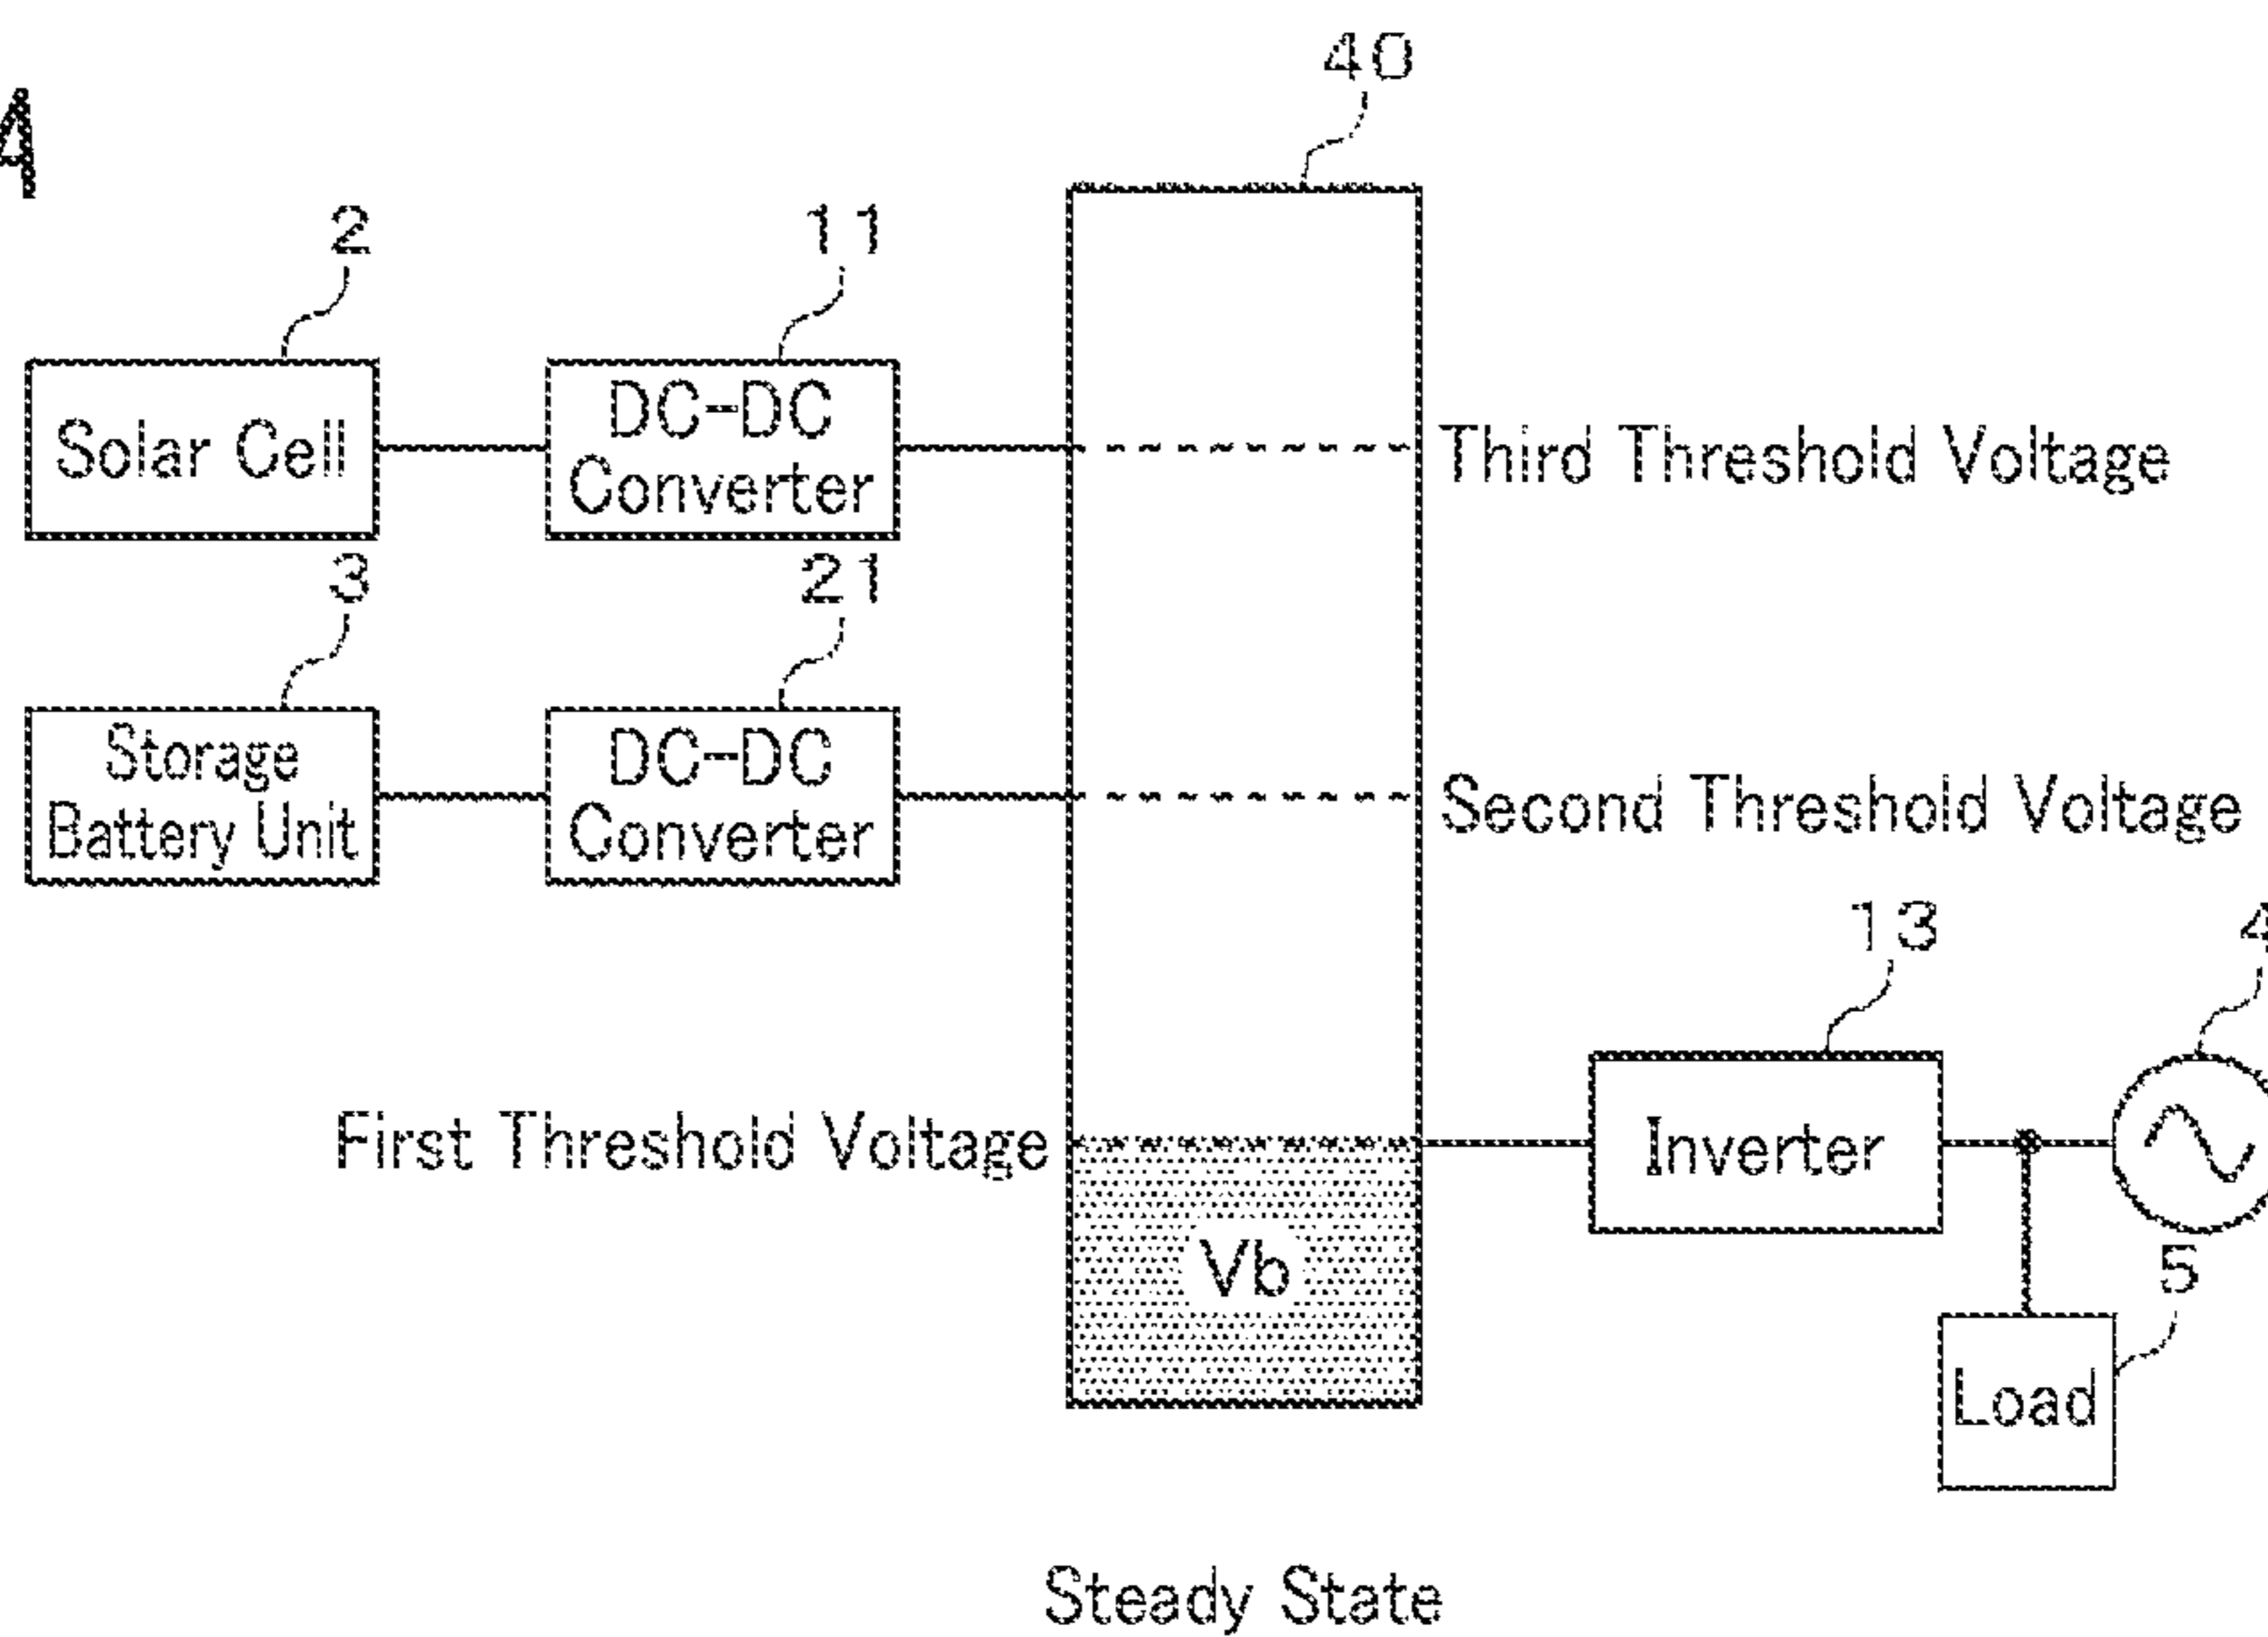 A
40
2
11
Solar Cell
DC-DC
Converter
Third Threshold Voltage
3
21
Storage
Battery Unit
DC-DC
Converter
Second Threshold Voltage
13
4
First Threshold Voltage
Inverter
Vb
5
Load
Steady State